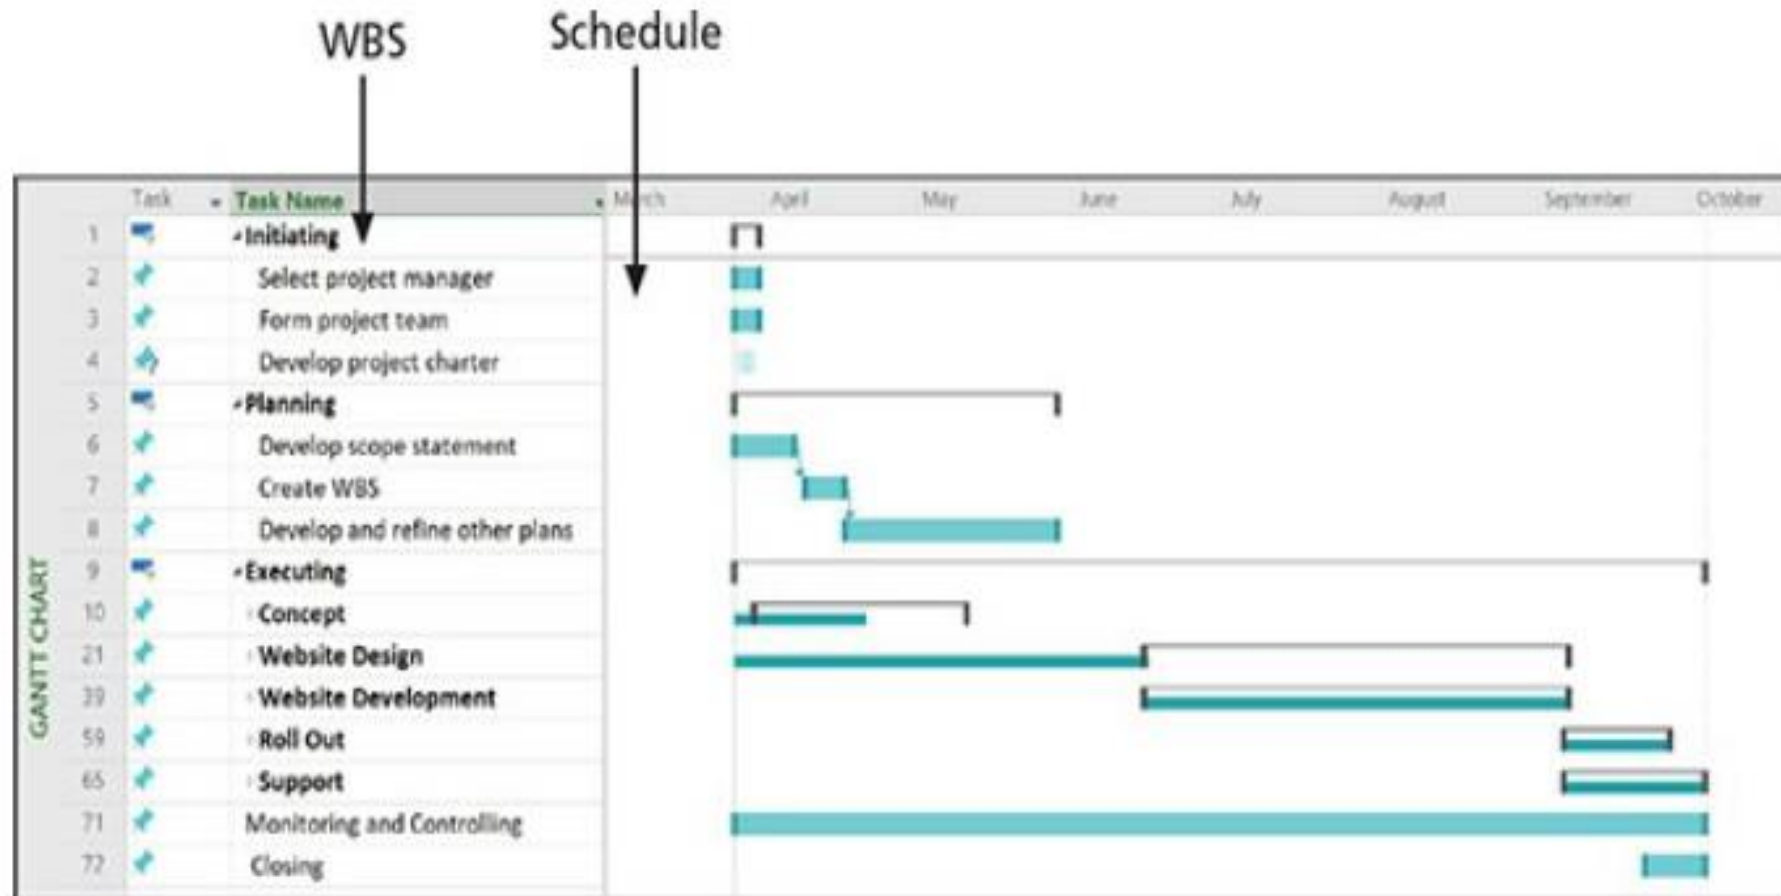 WBS Schedule
Task Task Name March April May June July August September October
1 Initiating
2 Select project manager
3 Form project team
4 Develop project charter
5 Planning
6 Develop scope statement
7 Create WBS
8 Develop and refine other plans
9 Executing
10 Concept
21 Website Design
39 Website Development
59 Roll Out
65 Support
71 Monitoring and Controlling
72 Closing
GANTT CHART